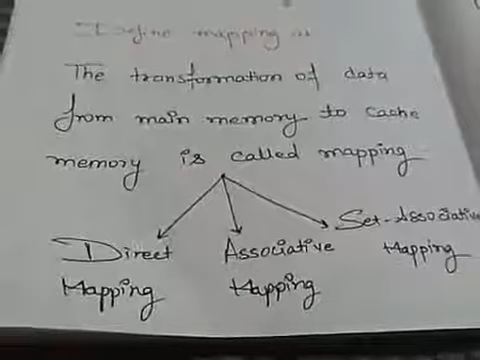 Define mapping :-
The transformation of data
from main memory to cache
memory is called mapping
Direct Mapping
Associative Mapping
Set-Associative Mapping